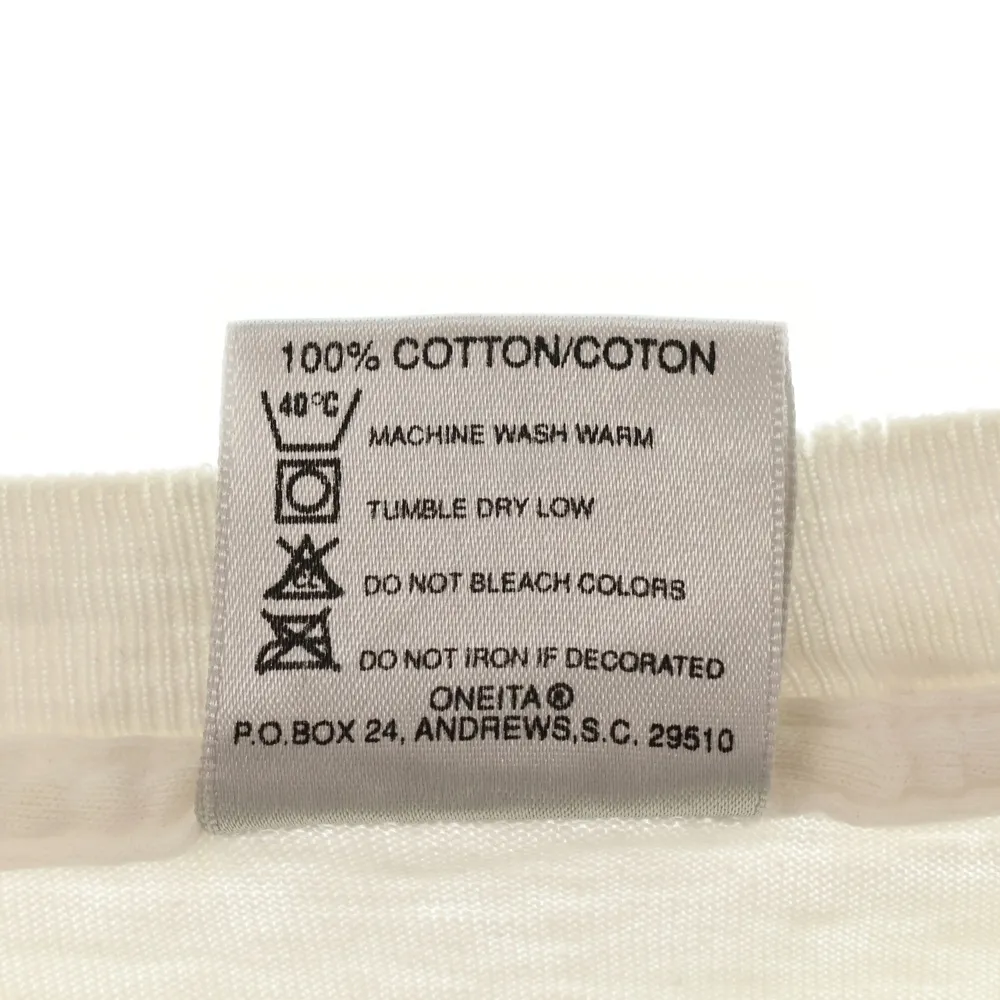 100% COTTON/COTON
40°C
MACHINE WASH WARM
TUMBLE DRY LOW
CL
DO NOT BLEACH COLORS
DO NOT IRON IF DECORATED
ONEITA®
P.O.BOX 24, ANDREWS,S.C. 29510